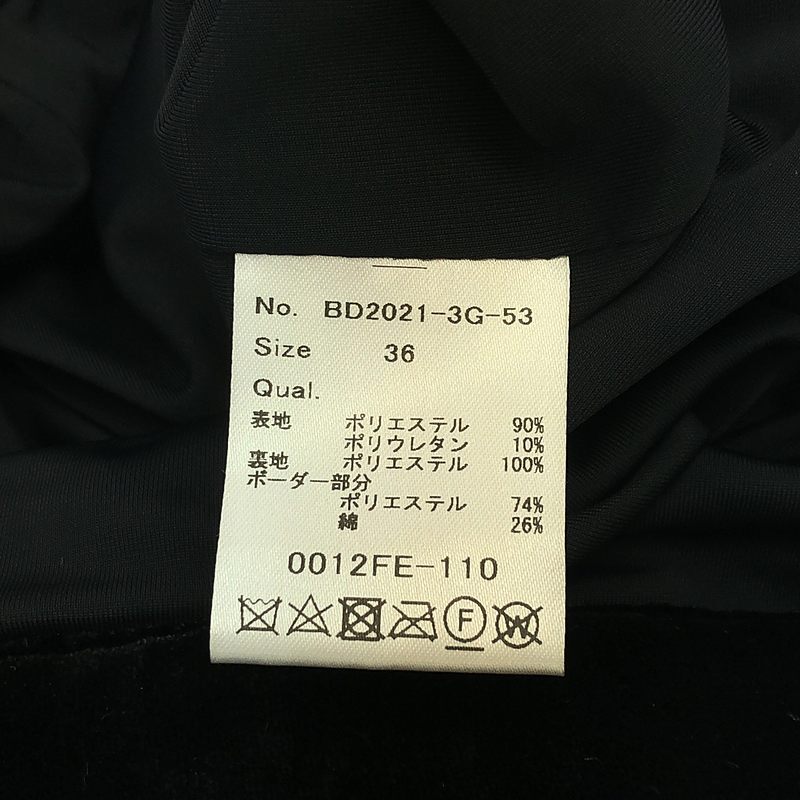 No. BD2021-3G-53
Size 36
Qual.
表地 ポリエステル 90%
ポリウレタン 10%
裏地 ポリエステル 100%
ボーダー部分
ポリエステル 74%
綿 26%
0012FE-110
F W